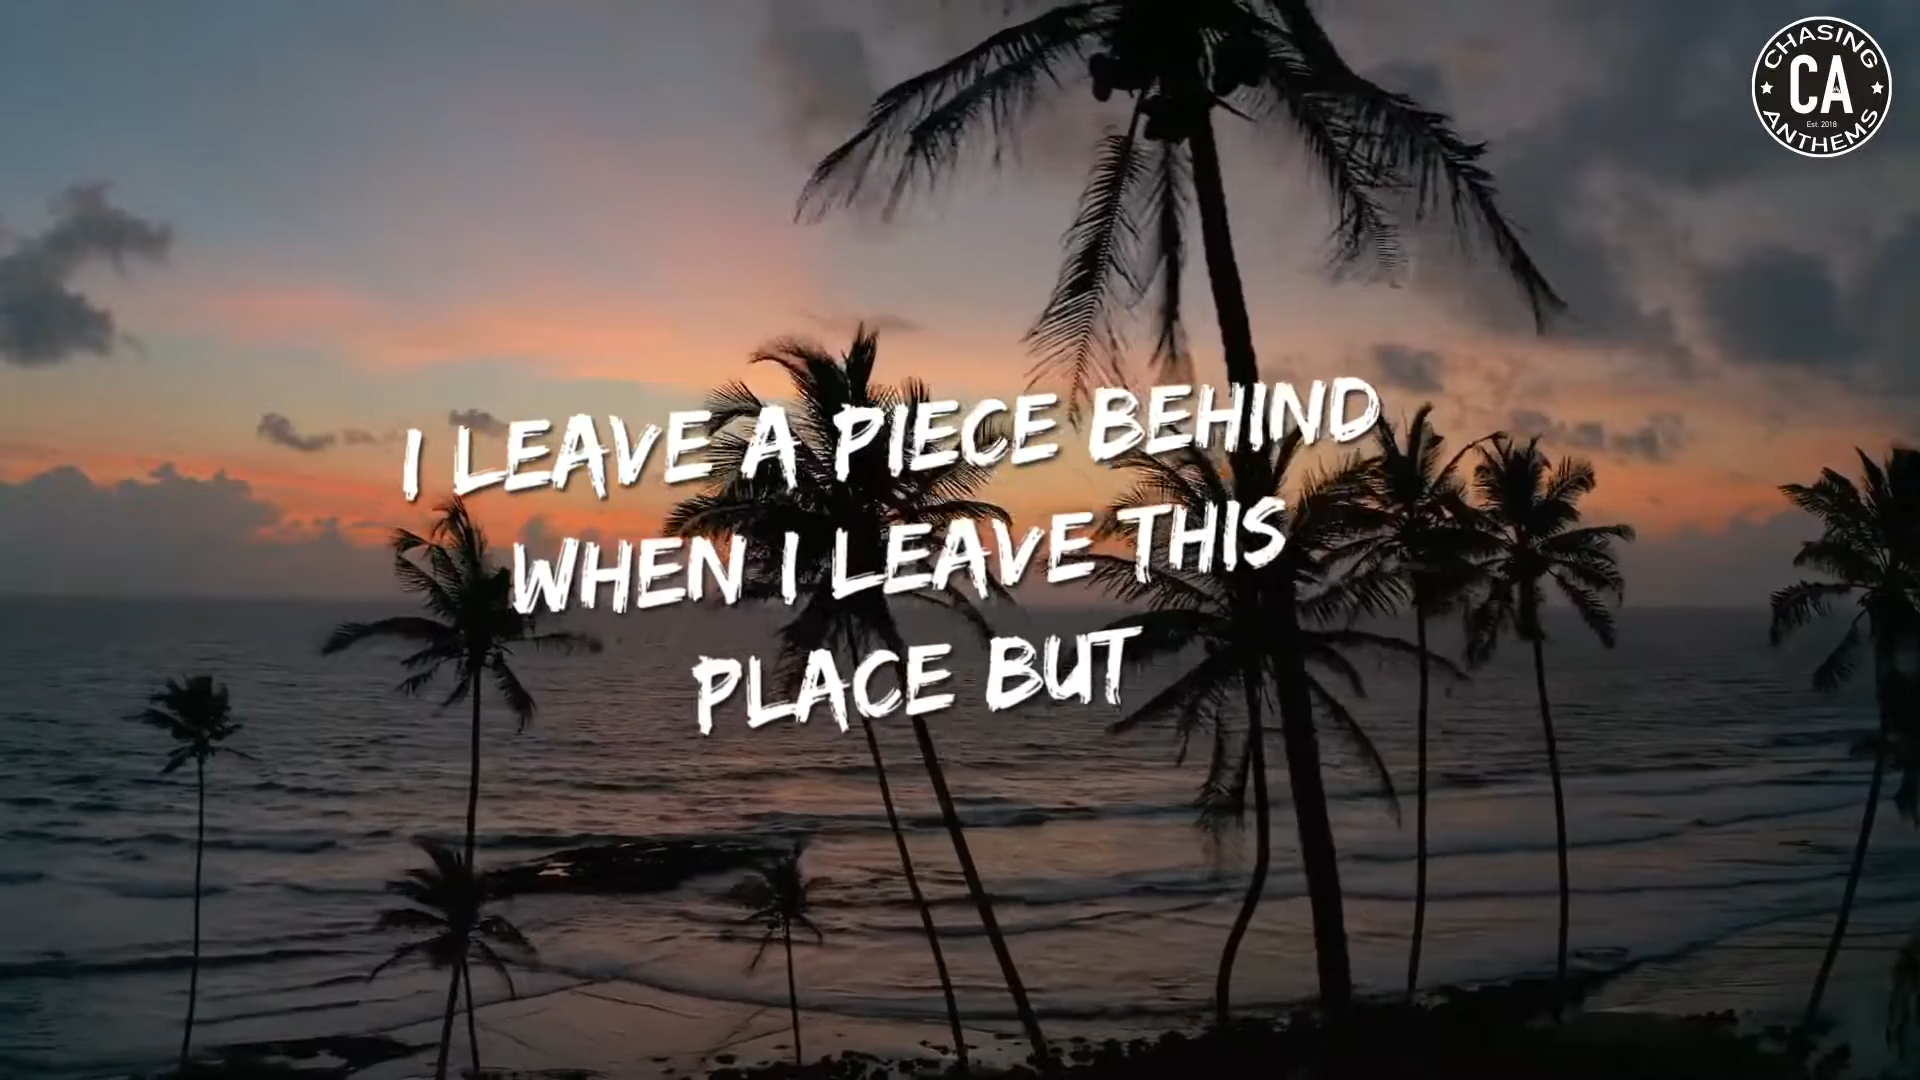 CHASING
CA
Est. 2018
ANTHEMS
I LEAVE A PIECE BEHIND
WHEN I LEAVE THIS
PLACE BUT